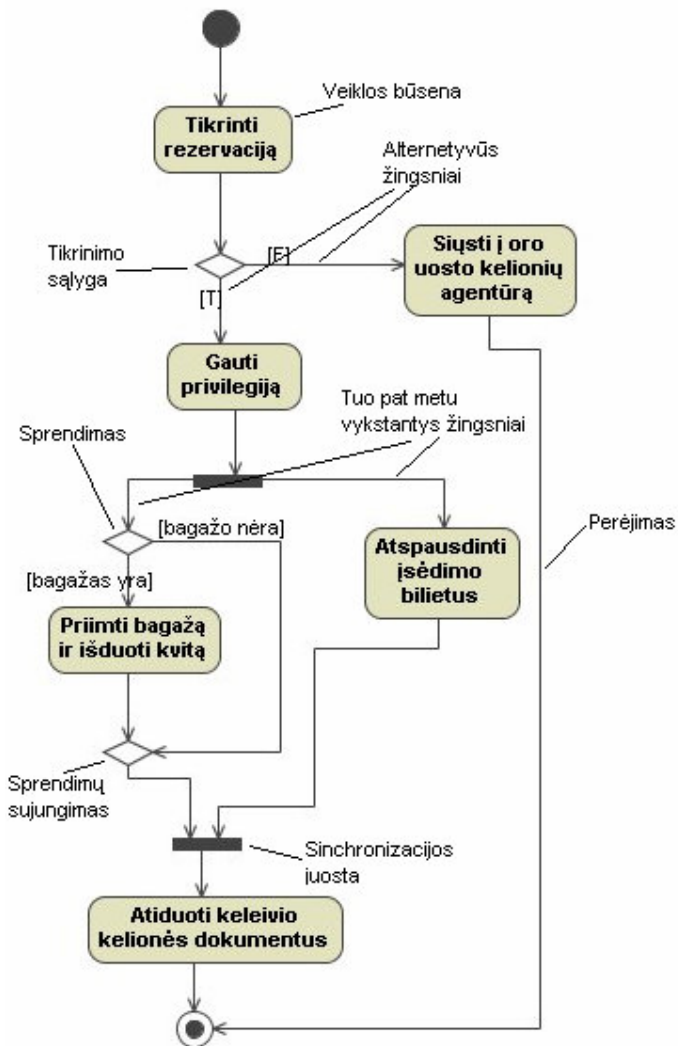 Veiklos būsena
Tikrinti
rezervaciją
Alternetyvūs
žingsniai
Tikrinimo
sąlyga
[F]
[T]
Siųsti į oro
uosto kelionių
agentūrą
Gauti
privilegiją
Tuo pat metu
vykstantys žingsniai
Sprendimas
[bagažo nėra]
Perėjimas
Atspausdinti
įsėdimo
bilietus
[bagažas yra]
Priimti bagažą
ir išduoti kvitą
Sprendimų
sujungimas
Sinchronizacijos
juosta
Atiduoti keleivio
kelionės dokumentus